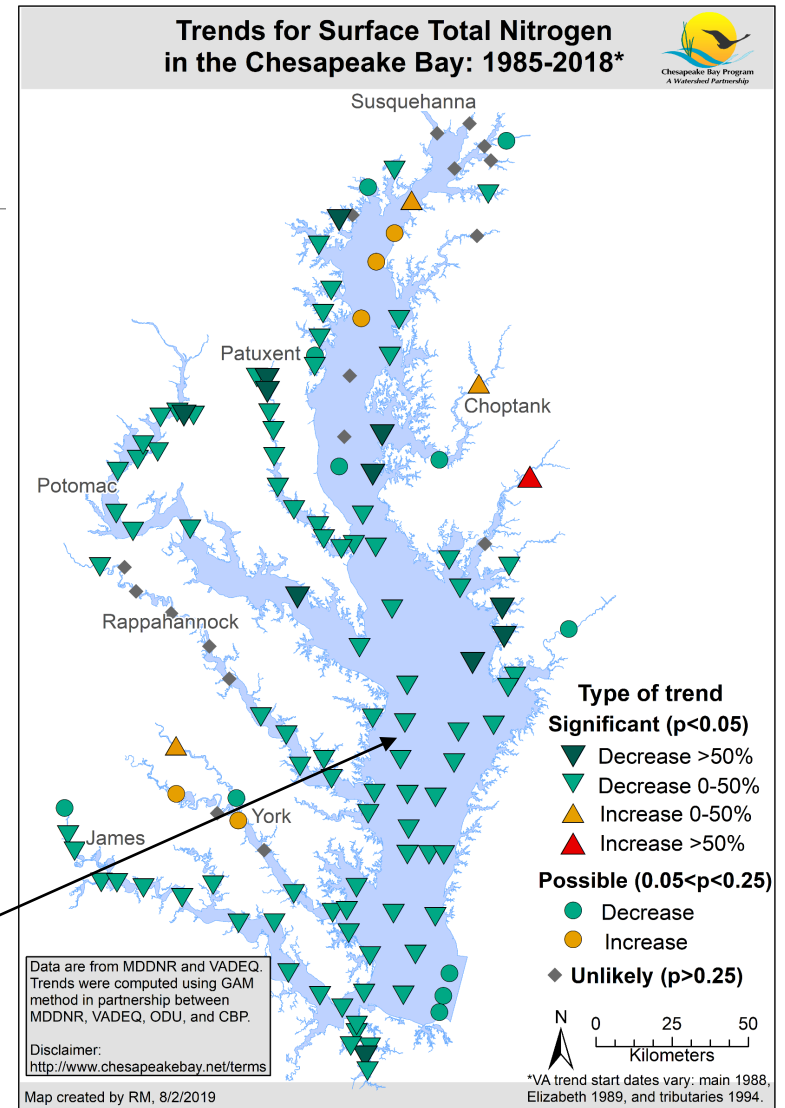 Trends for Surface Total Nitrogen
in the Chesapeake Bay: 1985-2018*
Chesapeake Bay Program
A Watershed Partnership
Susquehanna
Patuxent
Choptank
Potomac
Rappahannock
York
James
Type of trend
Significant (p<0.05)
Decrease >50%
Decrease 0-50%
Increase 0-50%
Increase >50%
Possible (0.05<p<0.25)
Decrease
Increase
Unlikely (p>0.25)
N
0 25 50
Kilometers
Data are from MDDNR and VADEQ.
Trends were computed using GAM
method in partnership between
MDDNR, VADEQ, ODU, and CBP.
Disclaimer:
http://www.chesapeakebay.net/terms
*VA trend start dates vary: main 1988,
Elizabeth 1989, and tributaries 1994.
Map created by RM, 8/2/2019